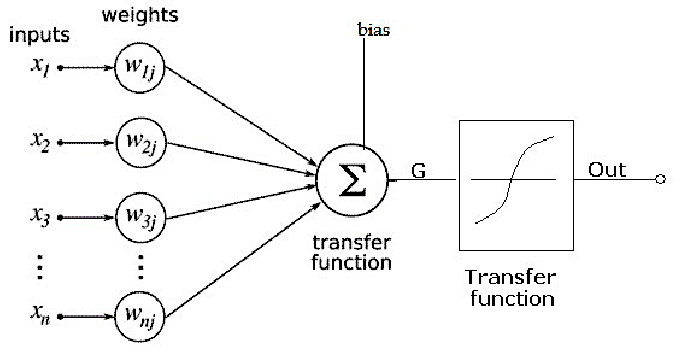 weights
bias
inputs
x1 w1j
x2 w2j
Σ G Out
x3 w3j
transfer
function
⋮ ⋮
Transfer
function
xn wnj